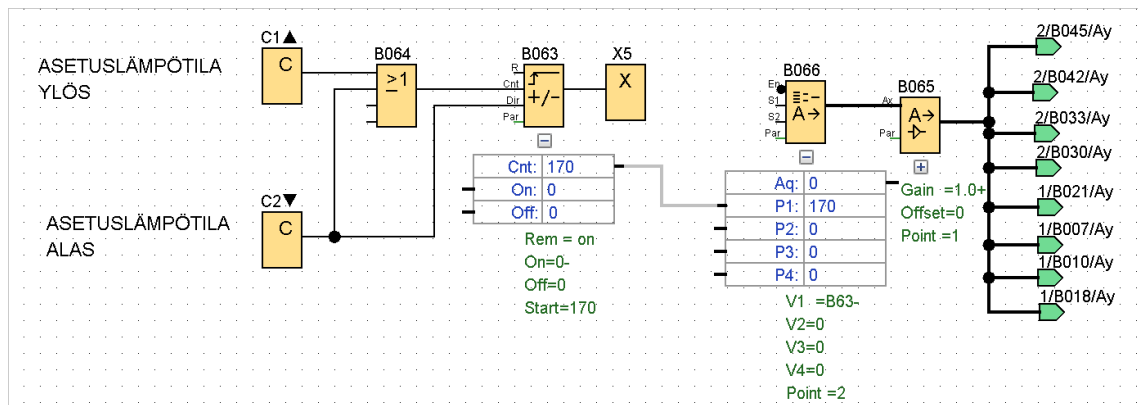 ASETUSLÄMPÖTILA
YLÖS
C1▲
C
B064
≥1
B063
R
Cnt
Dir
Par
+/-
X5
X
Cnt: 170
On: 0
Off: 0
Rem = on
On=0-
Off=0
Start=170
ASETUSLÄMPÖTILA
ALAS
C2▼
C
B066
En
S1
S2
Par
A→
Aq: 0
P1: 170
P2: 0
P3: 0
P4: 0
V1 =B63-
V2=0
V3=0
V4=0
Point =2
B065
Ax
Par
A→
Gain =1.0+
Offset=0
Point =1
2/B045/Ay
2/B042/Ay
2/B033/Ay
2/B030/Ay
1/B021/Ay
1/B007/Ay
1/B010/Ay
1/B018/Ay